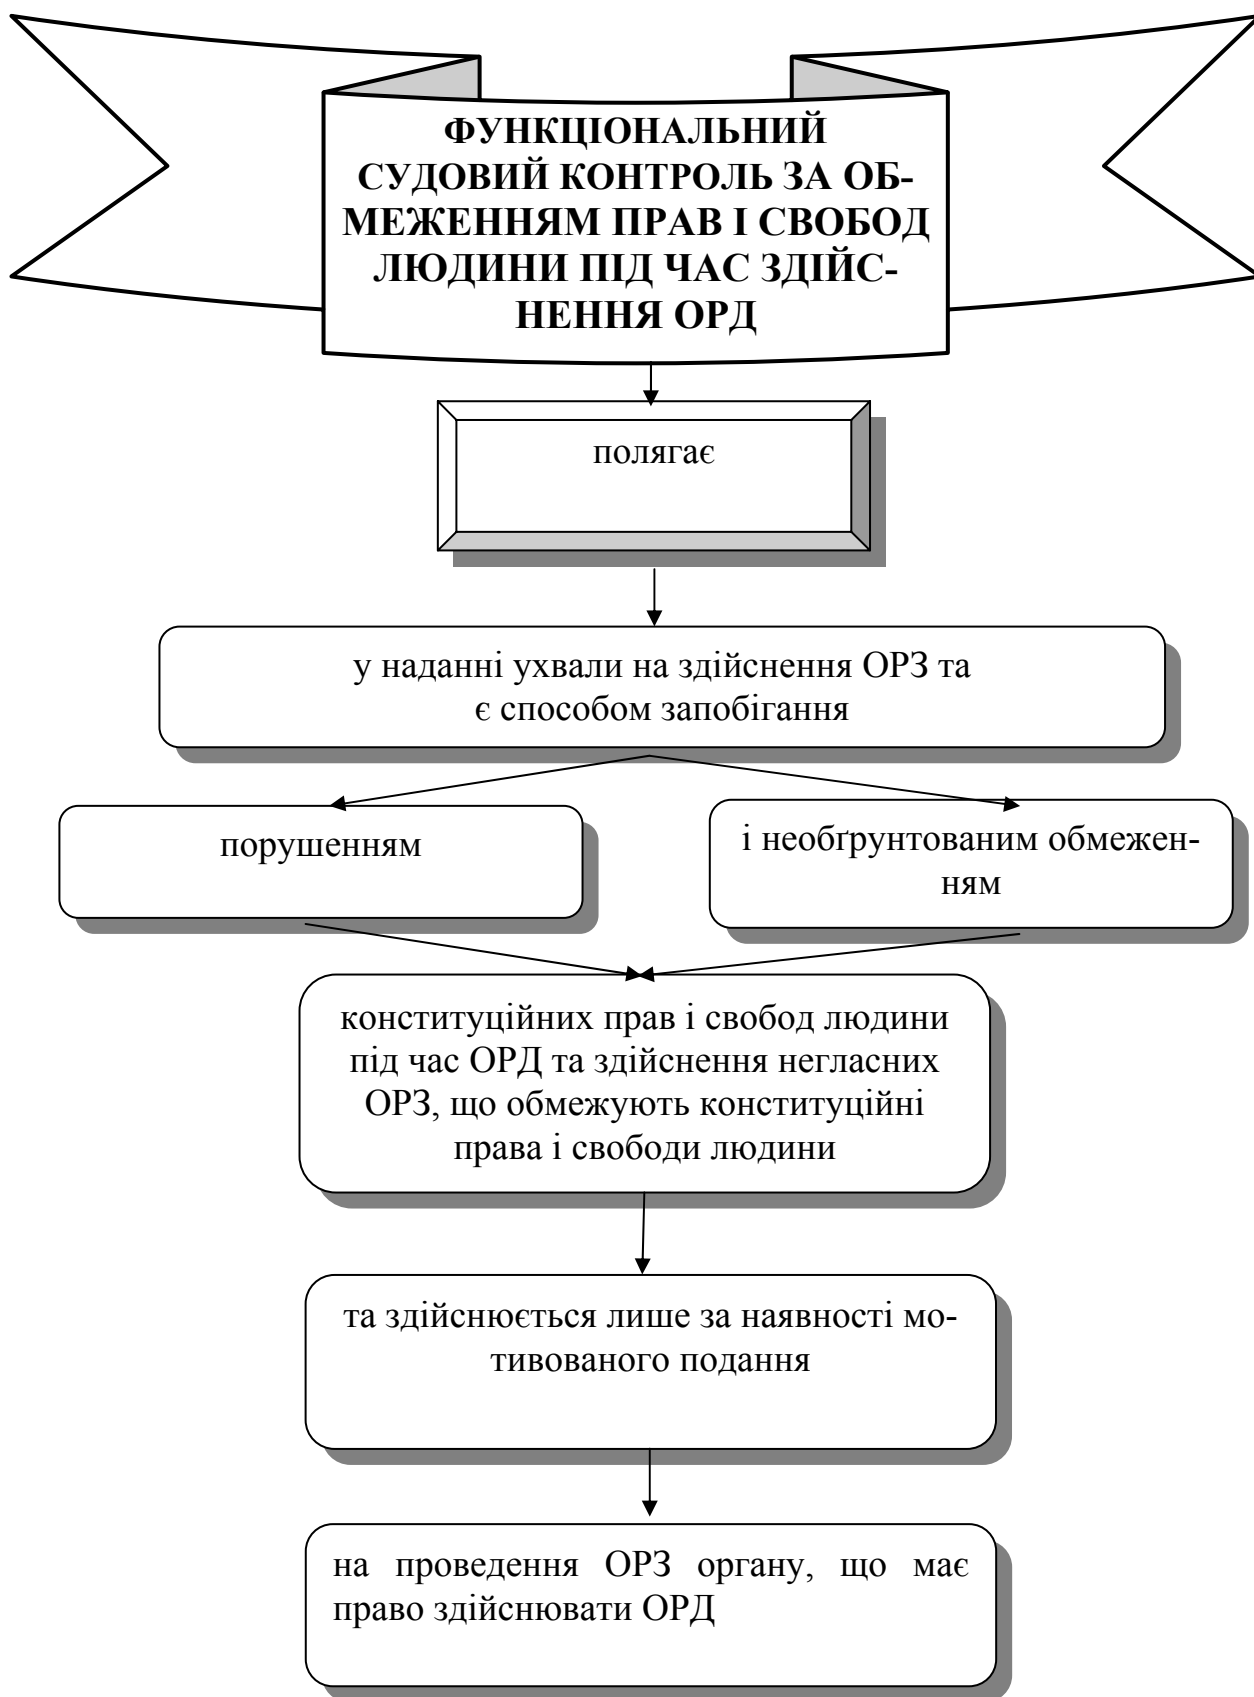 ФУНКЦІОНАЛЬНИЙ
СУДОВИЙ КОНТРОЛЬ ЗА ОБ-
МЕЖЕННЯМ ПРАВ І СВОБОД
ЛЮДИНИ ПІД ЧАС ЗДІЙС-
НЕННЯ ОРД
полягає
у наданні ухвали на здійснення ОРЗ та
є способом запобігання
порушенням
і необґрунтованим обмежен-
ням
конституційних прав і свобод людини
під час ОРД та здійснення негласних
ОРЗ, що обмежують конституційні
права і свободи людини
та здійснюється лише за наявності мо-
тивованого подання
на проведення ОРЗ органу, що має
право здійснювати ОРД